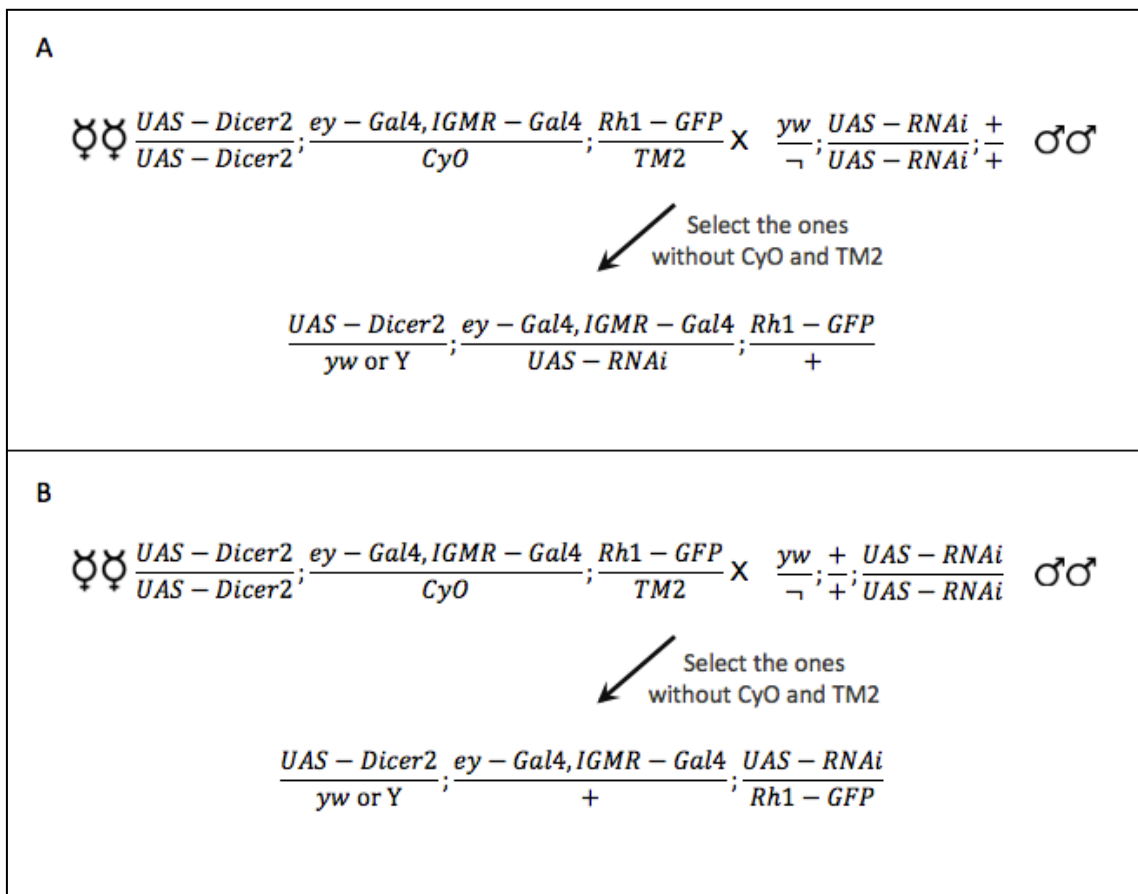 A
☿☿ UAS − Dicer2/UAS − Dicer2; ey − Gal4, IGMR − Gal4/CyO; Rh1 − GFP/TM2 X yw/¬; UAS − RNAi/UAS − RNAi; +/+ ♂♂
Select the ones
without CyO and TM2
UAS − Dicer2/yw or Y; ey − Gal4, IGMR − Gal4/UAS − RNAi; Rh1 − GFP/+
B
☿☿ UAS − Dicer2/UAS − Dicer2; ey − Gal4, IGMR − Gal4/CyO; Rh1 − GFP/TM2 X yw/¬; +/+; UAS − RNAi/UAS − RNAi ♂♂
Select the ones
without CyO and TM2
UAS − Dicer2/yw or Y; ey − Gal4, IGMR − Gal4/+; UAS − RNAi/Rh1 − GFP